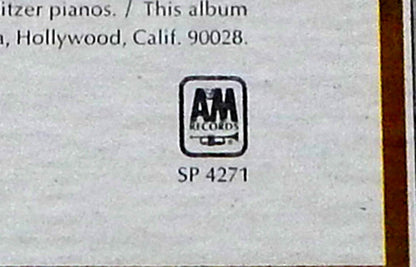 itzer pianos. / This album
a, Hollywood, Calif. 90028.
A&M
RECORDS
®
SP 4271